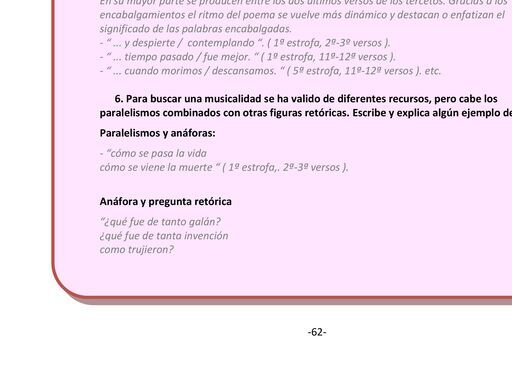 En su mayor parte se producen entre los dos últimos versos de los tercetos. Gracias a los
encabalgamientos el ritmo del poema se vuelve más dinámico y destacan o enfatizan el
significado de las palabras encabalgadas.
- “ … y despierte / contemplando “. ( 1ª estrofa, 2ª-3ª versos ).
- “ … tiempo pasado / fue mejor. “ ( 1ª estrofa, 11ª-12ª versos ).
- “ … cuando morimos / descansamos. “ ( 5ª estrofa, 11ª-12ª versos ). etc.
6. Para buscar una musicalidad se ha valido de diferentes recursos, pero cabe los
paralelismos combinados con otras figuras retóricas. Escribe y explica algún ejemplo de
Paralelismos y anáforas:
- “cómo se pasa la vida
cómo se viene la muerte “ ( 1ª estrofa,. 2ª-3ª versos ).
Anáfora y pregunta retórica
“¿qué fue de tanto galán?
¿qué fue de tanta invención
como trujieron?
-62-